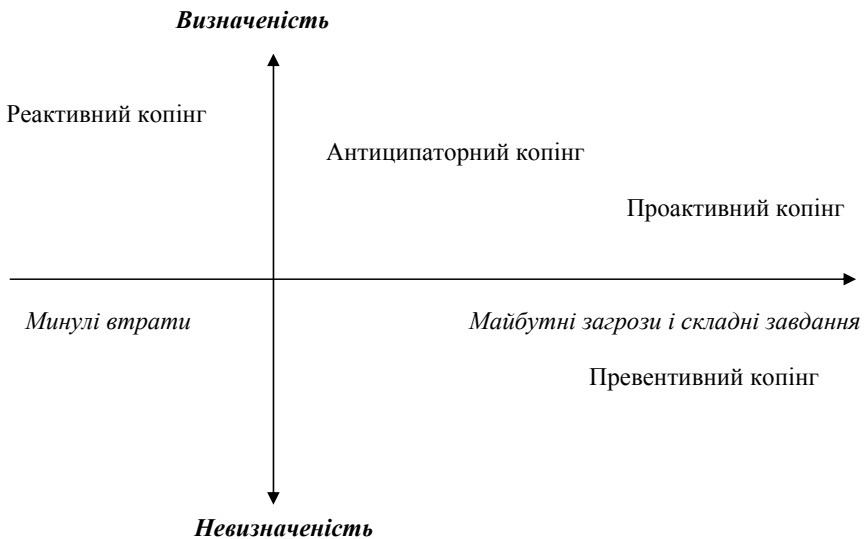 Визначеність
Реактивний копінг
Антиципаторний копінг
Проактивний копінг
Минулі втрати
Майбутні загрози і складні завдання
Превентивний копінг
Невизначеність